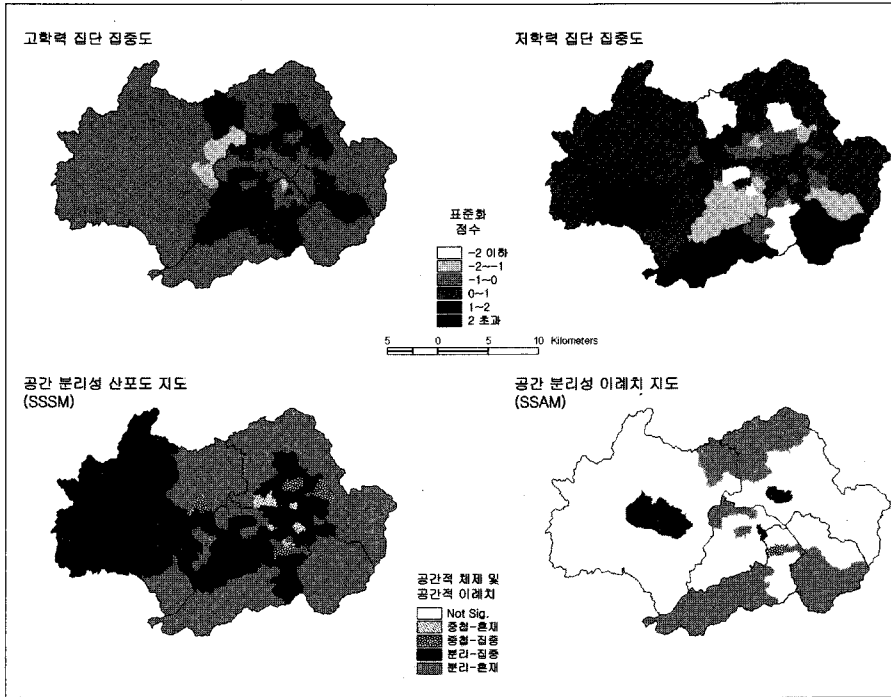 고학력 집단 집중도
저학력 집단 집중도
표준화
점수
-2 이하
-2~-1
-1~0
0~1
1~2
2 초과
5 0 5 10 Kilometers
공간 분리성 산포도 지도
(SSSM)
공간 분리성 이례치 지도
(SSAM)
공간적 체제 및
공간적 이례치
Not Sig.
중첩-혼재
중첩-집중
분리-집중
분리-혼재